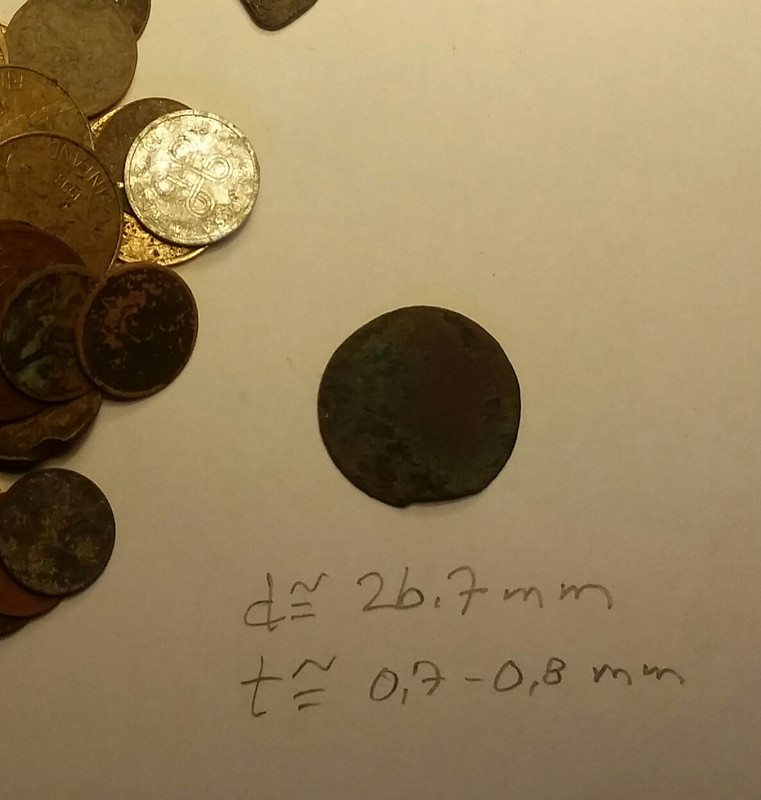 d ≅ 26.7 mm
t ≅ 0,7 - 0,8 mm